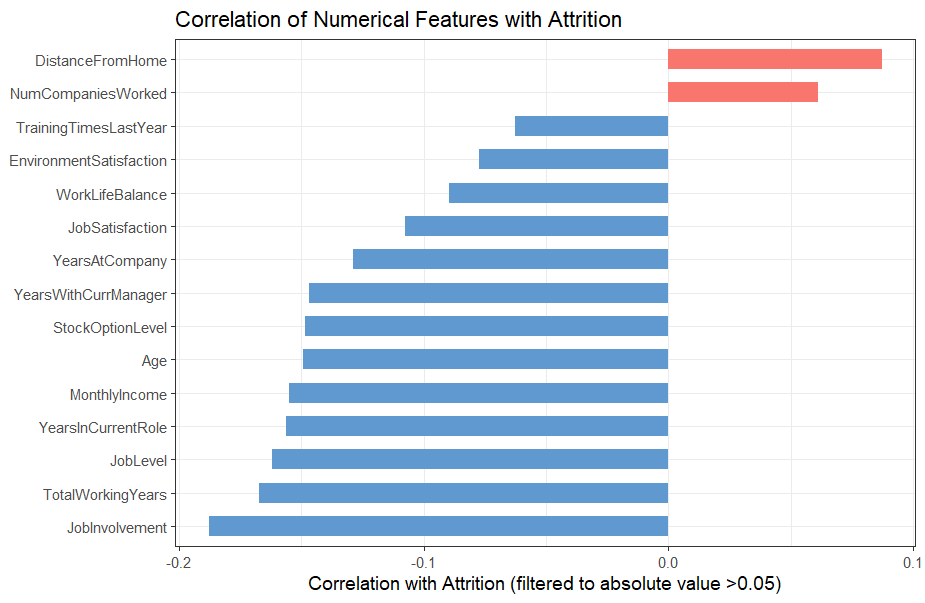 Correlation of Numerical Features with Attrition
DistanceFromHome
NumCompaniesWorked
TrainingTimesLastYear
EnvironmentSatisfaction
WorkLifeBalance
JobSatisfaction
YearsAtCompany
YearsWithCurrManager
StockOptionLevel
Age
MonthlyIncome
YearsInCurrentRole
JobLevel
TotalWorkingYears
JobInvolvement
-0.2 -0.1 0.0 0.1
Correlation with Attrition (filtered to absolute value >0.05)